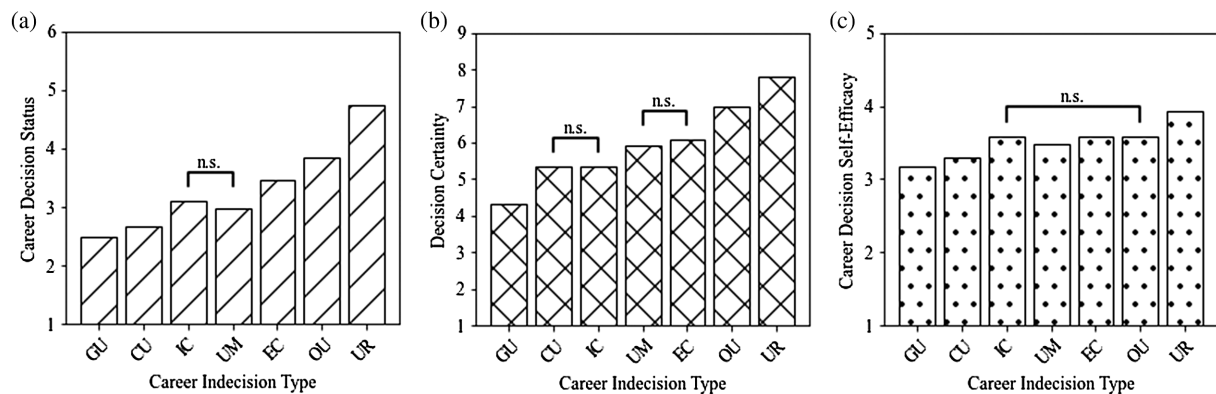 (a)
6
5
4
3
2
1
Career Decision Status
n.s.
GU
CU
IC
UM
EC
OU
UR
Career Indecision Type
(b)
9
8
7
6
5
4
3
2
1
Decision Certainty
n.s.
n.s.
GU
CU
IC
UM
EC
OU
UR
Career Indecision Type
(c)
5
4
3
2
1
Career Decision Self-Efficacy
n.s.
GU
CU
IC
UM
EC
OU
UR
Career Indecision Type